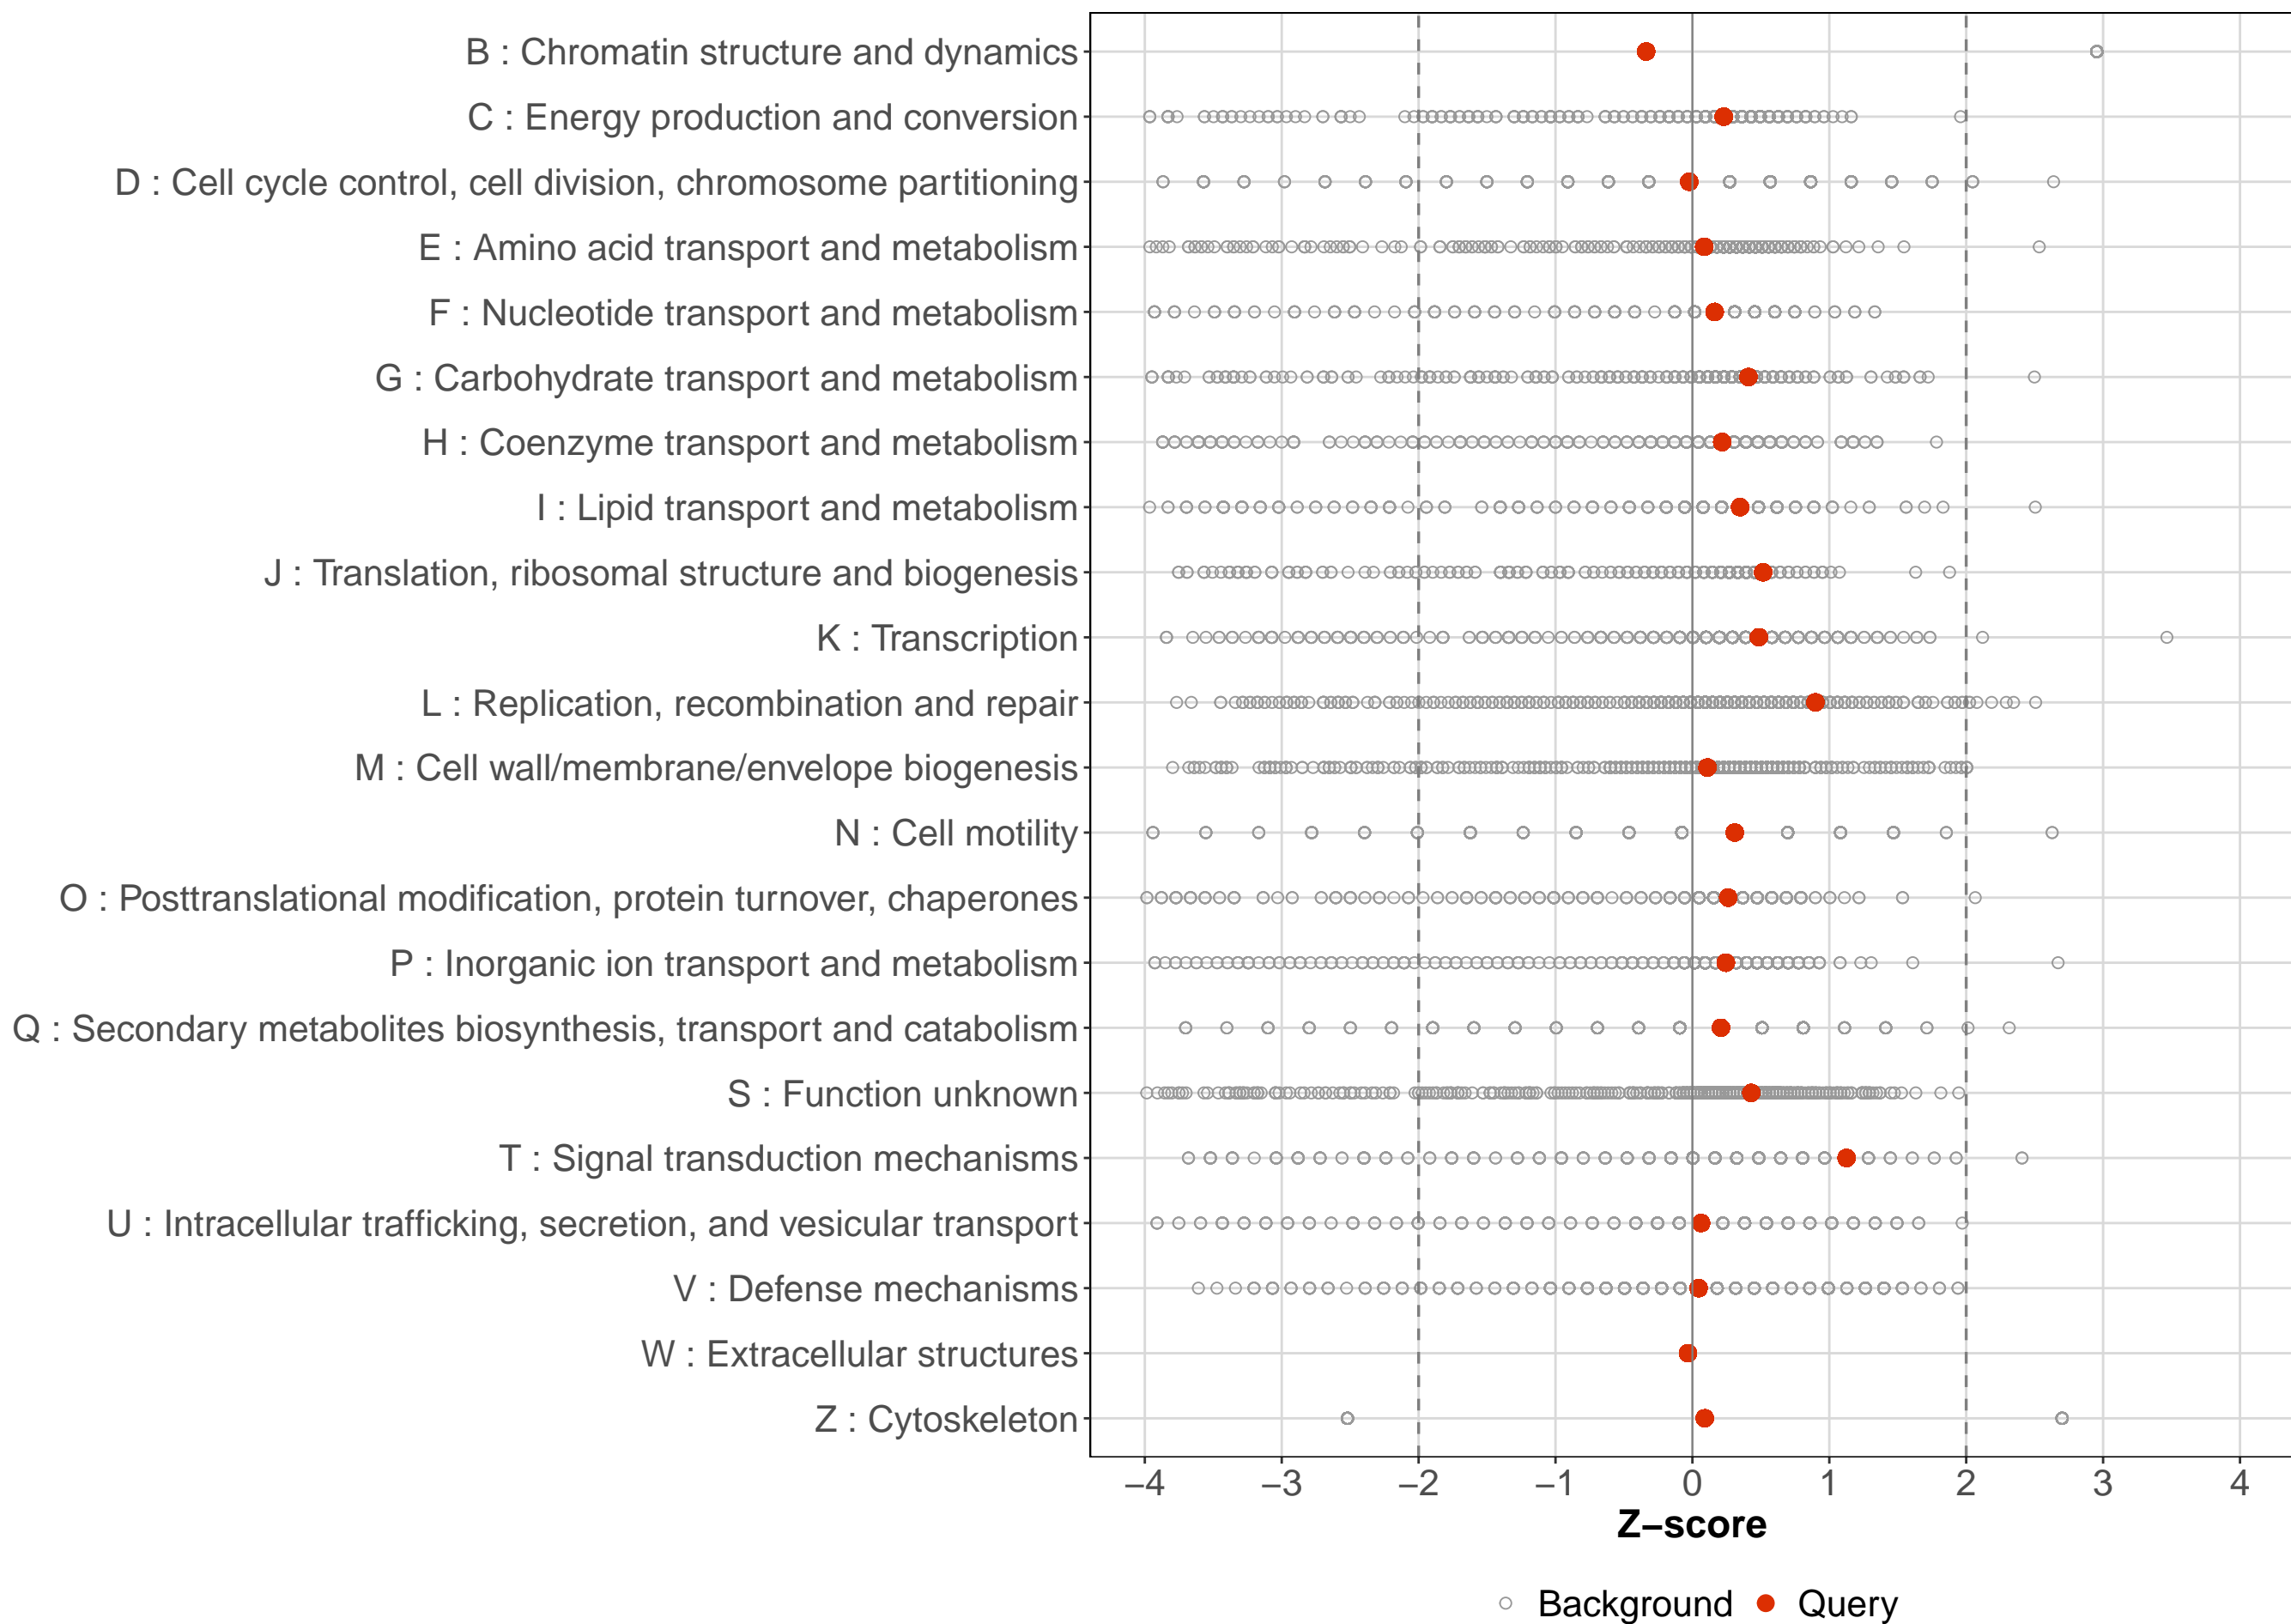 B : Chromatin structure and dynamics
C : Energy production and conversion
D : Cell cycle control, cell division, chromosome partitioning
E : Amino acid transport and metabolism
F : Nucleotide transport and metabolism
G : Carbohydrate transport and metabolism
H : Coenzyme transport and metabolism
I : Lipid transport and metabolism
J : Translation, ribosomal structure and biogenesis
K : Transcription
L : Replication, recombination and repair
M : Cell wall/membrane/envelope biogenesis
N : Cell motility
O : Posttranslational modification, protein turnover, chaperones
P : Inorganic ion transport and metabolism
Q : Secondary metabolites biosynthesis, transport and catabolism
S : Function unknown
T : Signal transduction mechanisms
U : Intracellular trafficking, secretion, and vesicular transport
V : Defense mechanisms
W : Extracellular structures
Z : Cytoskeleton
−4 −3 −2 −1 0 1 2 3 4
Z−score
Background Query